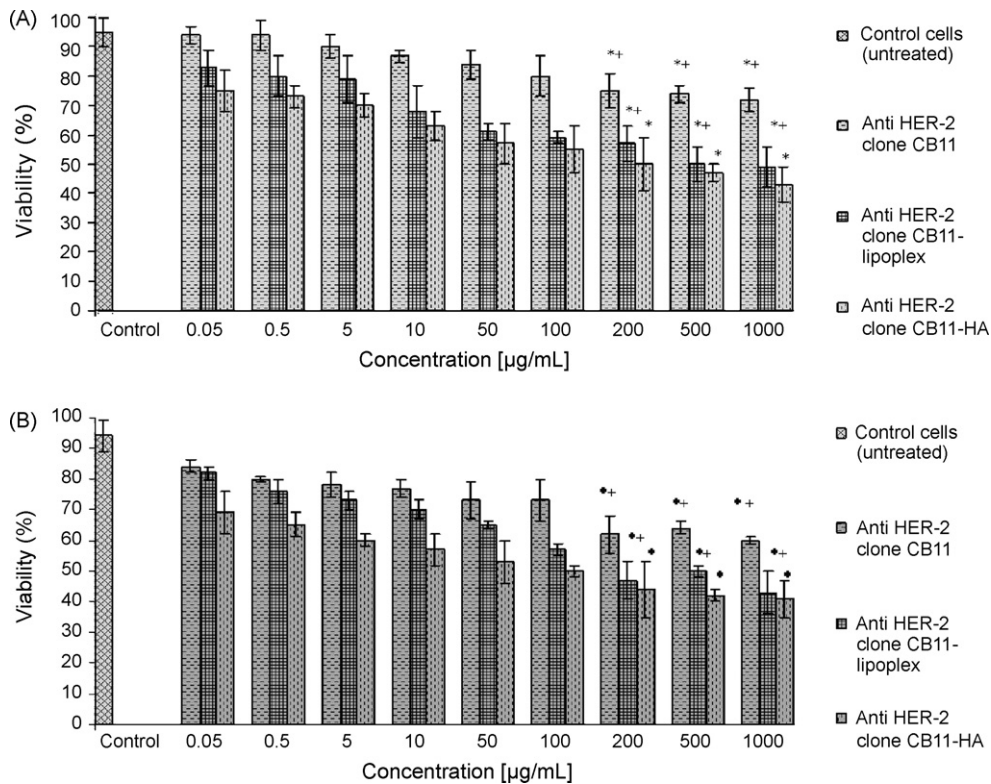 (A)
100
90
80
70
60
50
40
30
20
10
0
Viability (%)
*+
*+
*
*+
*+
*
*+
*+
*
Control 0.05 0.5 5 10 50 100 200 500 1000
Concentration [µg/mL]
Control cells
(untreated)
Anti HER-2
clone CB11
Anti HER-2
clone CB11-
lipoplex
Anti HER-2
clone CB11-HA
(B)
100
90
80
70
60
50
40
30
20
10
0
Viability (%)
*+
*+
*
*+
*+
*
*+
*+
*
Control 0.05 0.5 5 10 50 100 200 500 1000
Concentration [µg/mL]
Control cells
(untreated)
Anti HER-2
clone CB11
Anti HER-2
clone CB11-
lipoplex
Anti HER-2
clone CB11-HA